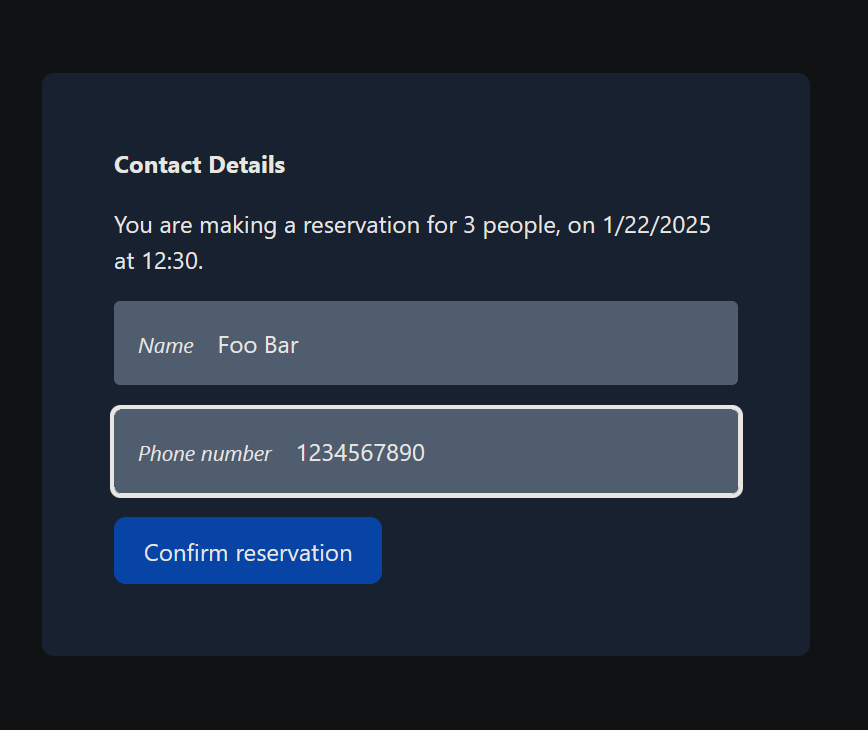 Contact Details
You are making a reservation for 3 people, on 1/22/2025
at 12:30.
Name Foo Bar
Phone number 1234567890
Confirm reservation